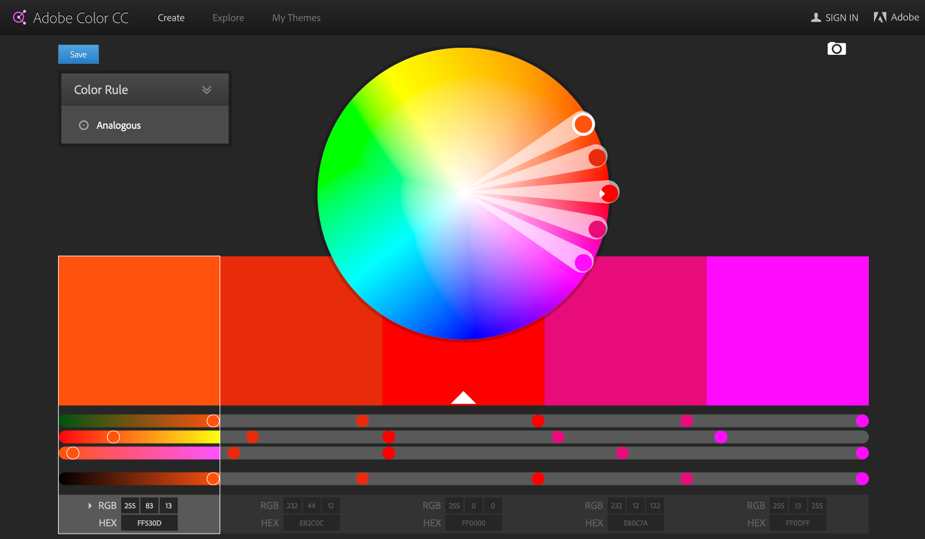 Adobe Color CC Create Explore My Themes SIGN IN Adobe
Save
Color Rule
Analogous
RGB 255 83 13 RGB 232 44 12 RGB 255 0 0 RGB 232 12 122 RGB 255 13 255
HEX FF530D HEX E82C0C HEX FF0000 HEX E80C7A HEX FF0DFF